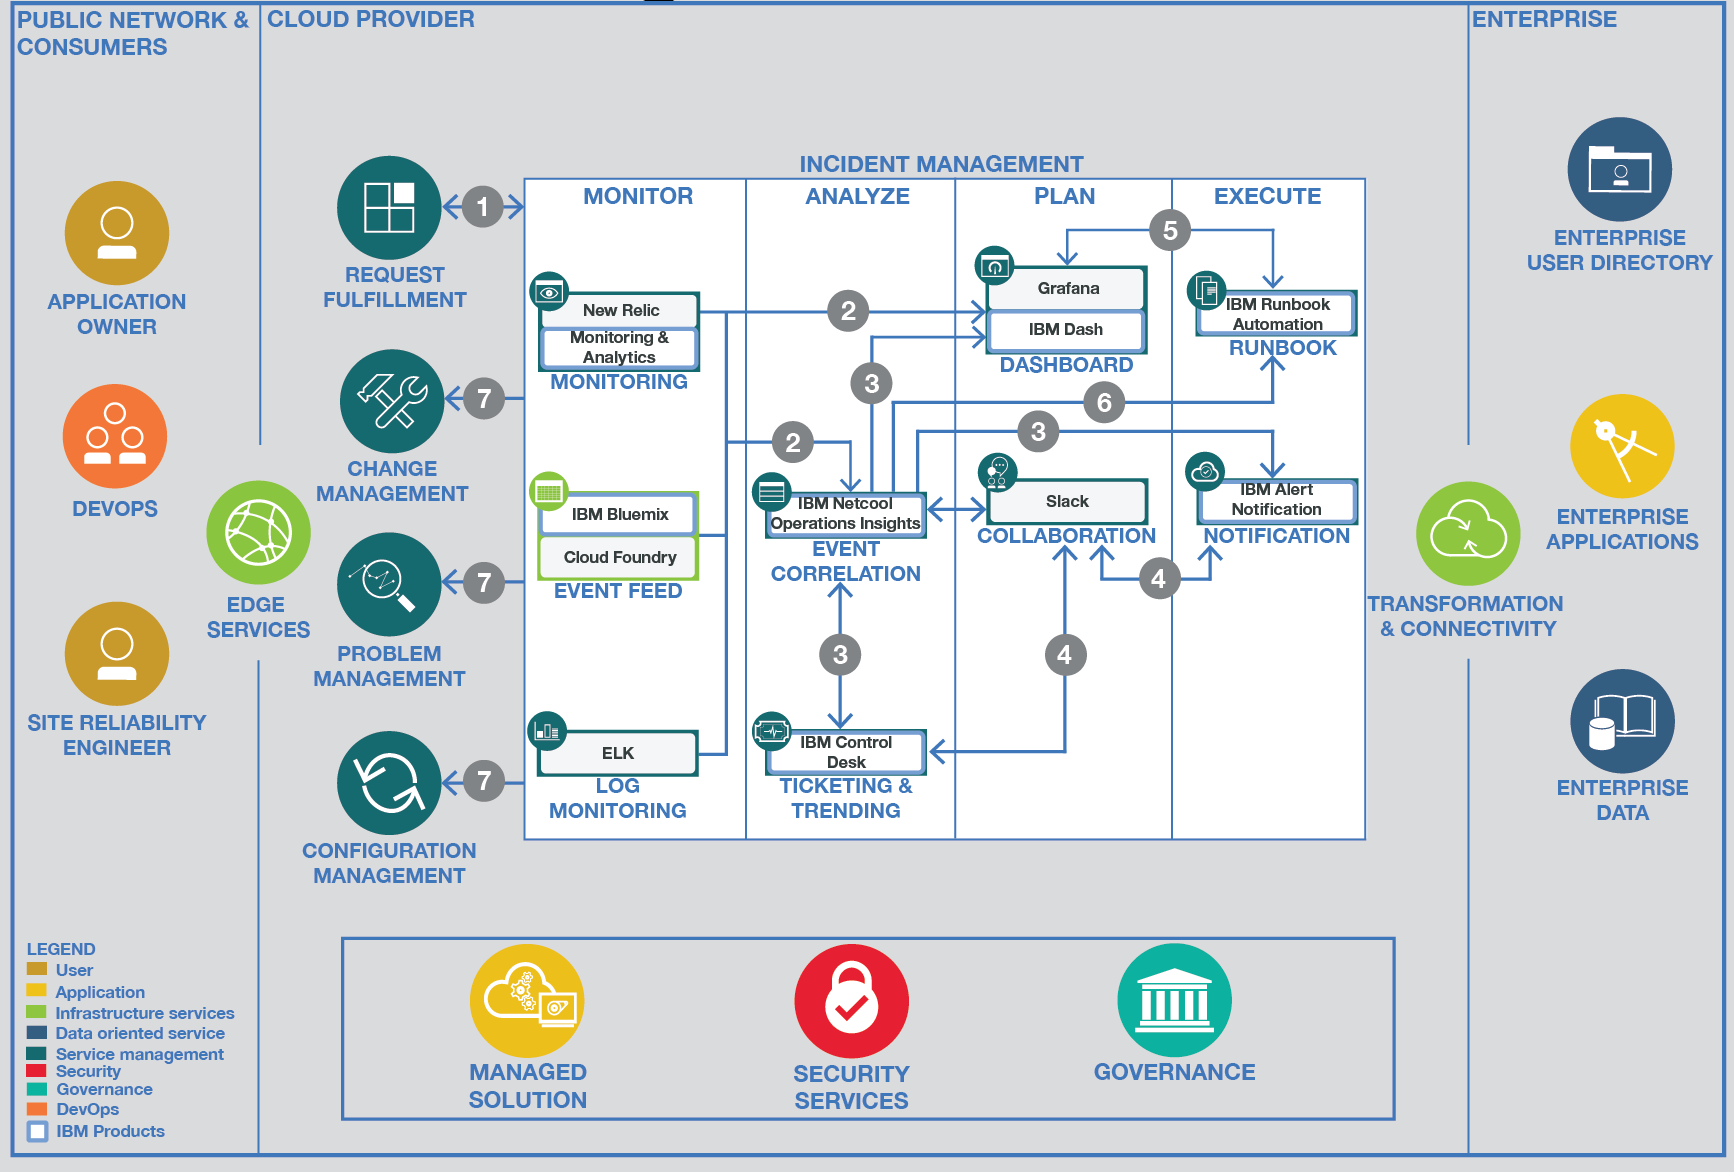 PUBLIC NETWORK &
CONSUMERS
CLOUD PROVIDER
ENTERPRISE
APPLICATION
OWNER
DEVOPS
SITE RELIABILITY
ENGINEER
EDGE
SERVICES
REQUEST
FULFILLMENT
CHANGE
MANAGEMENT
PROBLEM
MANAGEMENT
CONFIGURATION
MANAGEMENT
1
7
7
7
INCIDENT MANAGEMENT
MONITOR
ANALYZE
PLAN
EXECUTE
New Relic
Monitoring &
Analytics
MONITORING
IBM Bluemix
Cloud Foundry
EVENT FEED
ELK
LOG
MONITORING
2
2
3
3
3
4
4
5
6
IBM Netcool
Operations Insights
EVENT
CORRELATION
IBM Control
Desk
TICKETING &
TRENDING
Grafana
IBM Dash
DASHBOARD
Slack
COLLABORATION
IBM Runbook
Automation
RUNBOOK
IBM Alert
Notification
NOTIFICATION
TRANSFORMATION
& CONNECTIVITY
ENTERPRISE
USER DIRECTORY
ENTERPRISE
APPLICATIONS
ENTERPRISE
DATA
LEGEND
User
Application
Infrastructure services
Data oriented service
Service management
Security
Governance
DevOps
IBM Products
MANAGED
SOLUTION
SECURITY
SERVICES
GOVERNANCE